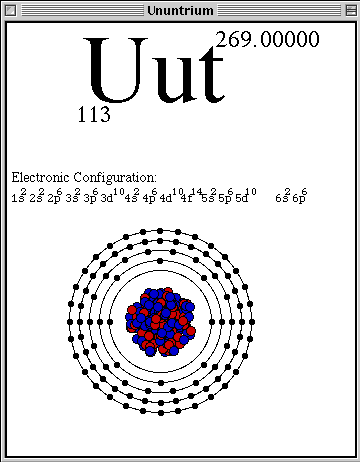 Ununtrium
Uut 269.00000
113
Electronic Configuration:
1s2 2s2 2p6 3s2 3p6 3d10 4s2 4p6 4d10 4f14 5s2 5p6 5d10 6s2 6p6